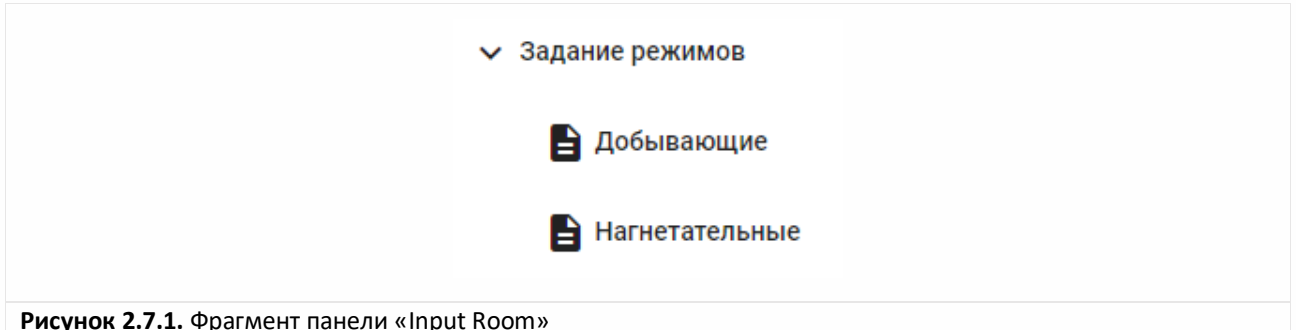 Задание режимов
Добывающие
Нагнетательные
Рисунок 2.7.1. Фрагмент панели «Input Room»